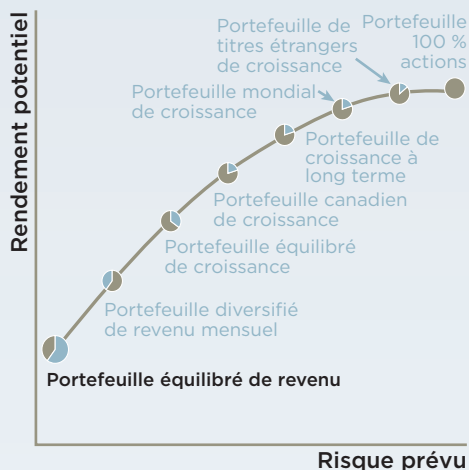 Rendement potentiel
Portefeuille
100 %
actions
Portefeuille de
titres étrangers
de croissance
Portefeuille mondial
de croissance
Portefeuille de
croissance à
long terme
Portefeuille canadien
de croissance
Portefeuille équilibré
de croissance
Portefeuille diversifié
de revenu mensuel
Portefeuille équilibré de revenu
Risque prévu